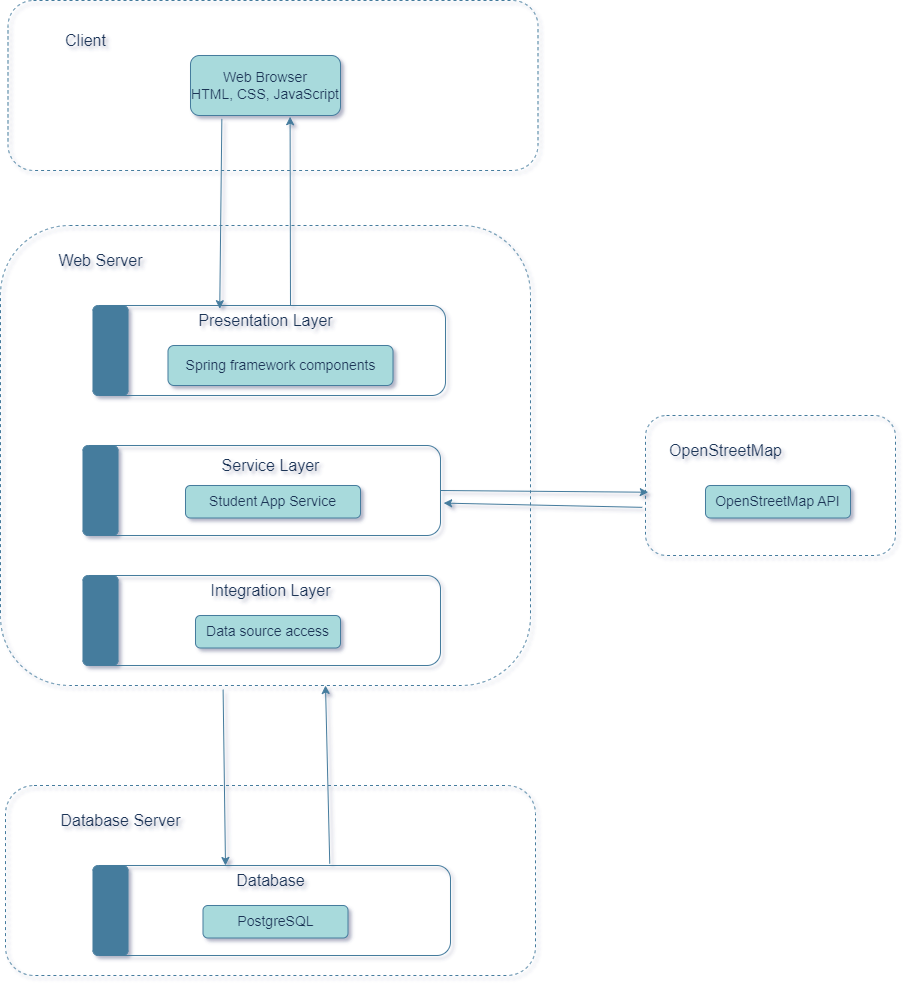 Client
Web Browser
HTML, CSS, JavaScript
Web Server
Presentation Layer
Spring framework components
Service Layer
Student App Service
OpenStreetMap
OpenStreetMap API
Integration Layer
Data source access
Database Server
Database
PostgreSQL